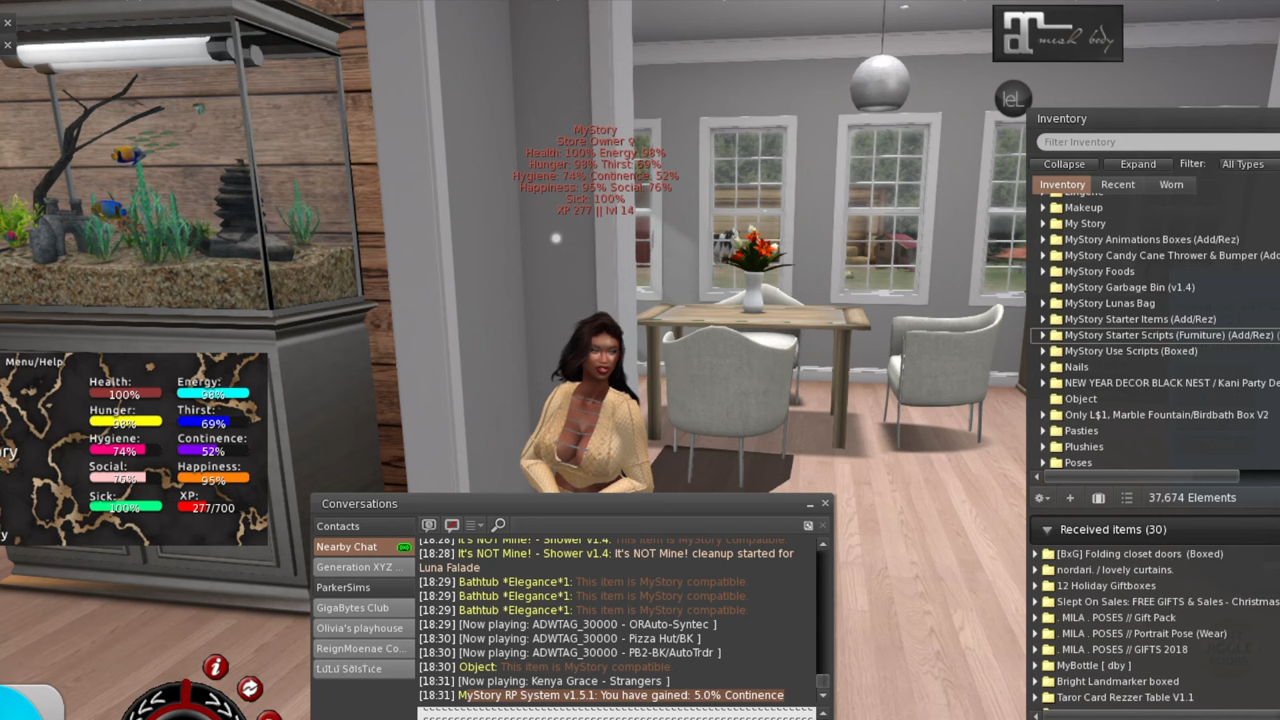 mesh body
leL
MyStory
Store Owner ♀
Health: 100% Energy: 98%
Hunger: 98% Thirst: 69%
Hygiene: 74% Continence: 52%
Happiness: 95% Social: 76%
Sick: 100%
XP 277 || lvl 14
Menu/Help
Health: Energy:
100% 98%
Hunger: Thirst:
98% 69%
Hygiene: Continence:
74% 52%
Social: Happiness:
76% 95%
Sick: XP:
100% 277/700
Conversations
Contacts
Nearby Chat
Generation XYZ ...
ParkerSims
GigaBytes Club
Olivia's playhouse
ReignMoenae Co...
[18:28] It's NOT Mine! - Shower v1.4: This item is MyStory compatible.
[18:28] It's NOT Mine! - Shower v1.4: It's NOT Mine! cleanup started for
Luna Falade
[18:29] Bathtub *Elegance*1: This item is MyStory compatible.
[18:29] Bathtub *Elegance*1: This item is MyStory compatible.
[18:29] Bathtub *Elegance*1: This item is MyStory compatible.
[18:29] [Now playing: ADWTAG_30000 - ORAuto-Syntec ]
[18:30] [Now playing: ADWTAG_30000 - Pizza Hut/BK ]
[18:30] [Now playing: ADWTAG_30000 - PB2-BK/AutoTrdr ]
[18:30] Object: This item is MyStory compatible.
[18:31] [Now playing: Kenya Grace - Strangers ]
[18:31] MyStory RP System v1.5.1: You have gained: 5.0% Continence
Inventory
Filter Inventory
Collapse Expand Filter: All Types
Inventory Recent Worn
Lingerie
Makeup
My Story
MyStory Animations Boxes (Add/Rez)
MyStory Candy Cane Thrower & Bumper (Add
MyStory Foods
MyStory Garbage Bin (v1.4)
MyStory Lunas Bag
MyStory Starter Items (Add/Rez)
MyStory Starter Scripts (Furniture) (Add/Rez) (
MyStory Use Scripts (Boxed)
Nails
NEW YEAR DECOR BLACK NEST / Kani Party De
Object
Only L$1, Marble Fountain/Birdbath Box V2
Pasties
Plushies
Poses
37,674 Elements
Received items (30)
[BxG] Folding closet doors (Boxed)
nordari. / lovely curtains.
12 Holiday Giftboxes
Slept On Sales: FREE GIFTS & Sales - Christmas
. MILA . POSES // Gift Pack
. MILA . POSES // Portrait Pose (Wear)
. MILA . POSES // GIFTS 2018
MyBottle [ dby ]
Bright Landmarker boxed
Taror Card Rezzer Table V1.1